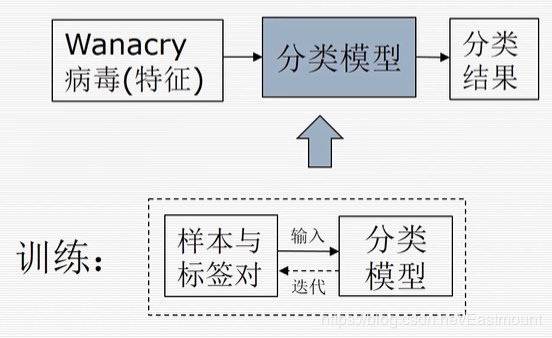 Wanacry
病毒(特征)
分类模型
分类
结果
训练：
样本与
标签对
输入
迭代
分类
模型
https://blog.csdn.net/Eastmount